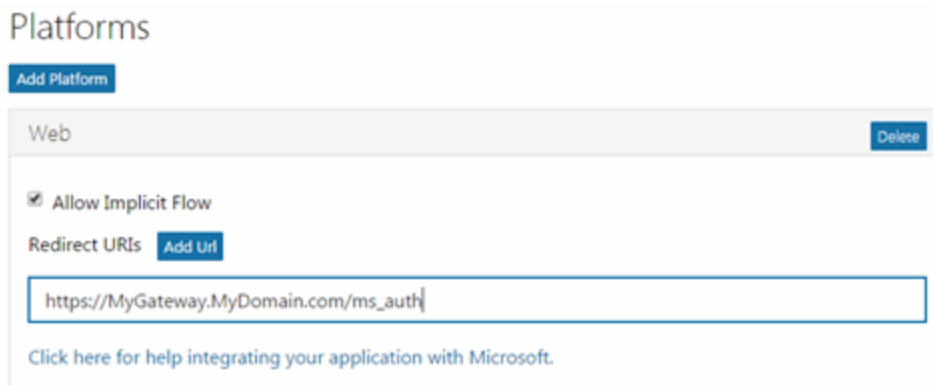 Platforms
Add Platform
Web
Delete
Allow Implicit Flow
Redirect URIs Add Url
https://MyGateway.MyDomain.com/ms_auth
Click here for help integrating your application with Microsoft.